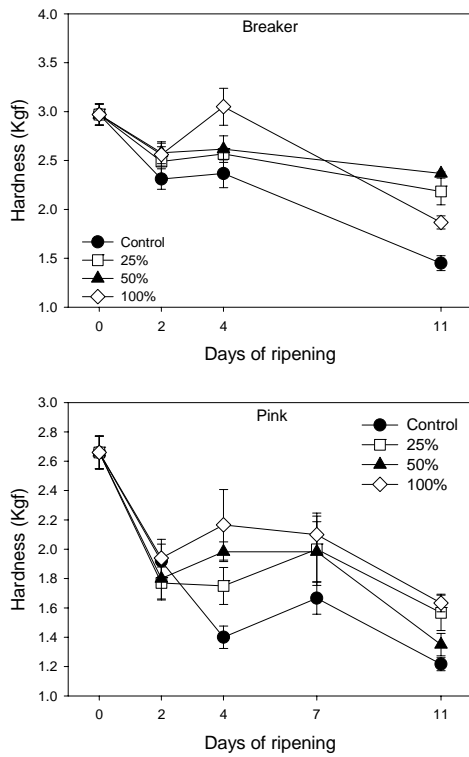 Breaker
4.0
3.5
3.0
2.5
2.0
1.5
1.0
Hardness (Kgf)
Control
25%
50%
100%
0 2 4 11
Days of ripening
Pink
3.0
2.8
2.6
2.4
2.2
2.0
1.8
1.6
1.4
1.2
1.0
Hardness (Kgf)
Control
25%
50%
100%
0 2 4 7 11
Days of ripening